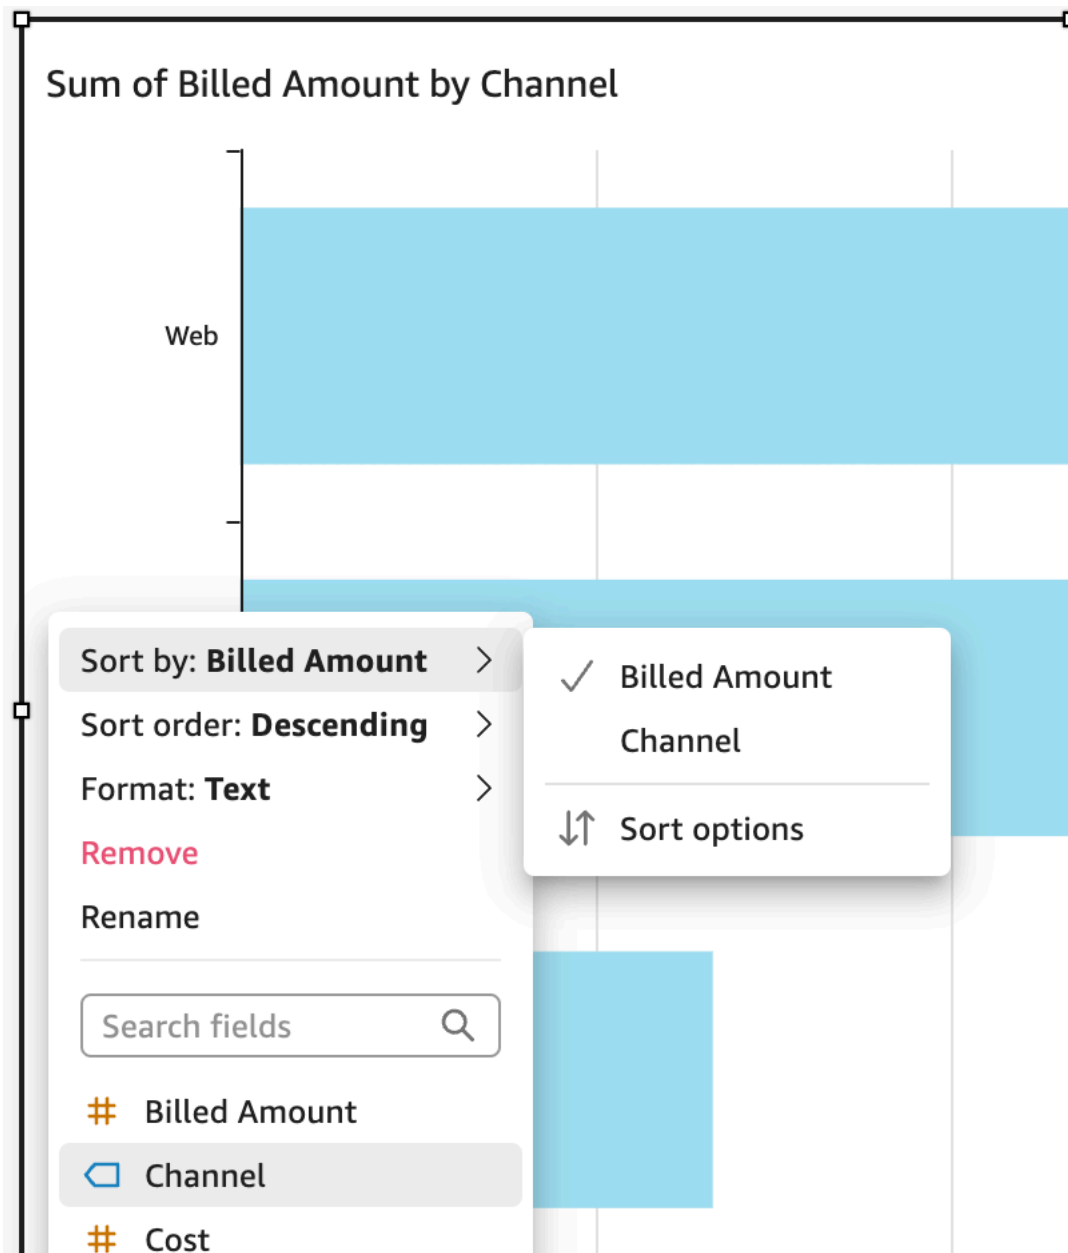 Sum of Billed Amount by Channel
Web
Sort by: Billed Amount
Sort order: Descending
Format: Text
Remove
Rename
Search fields
Billed Amount
Channel
Cost
Billed Amount
Channel
Sort options